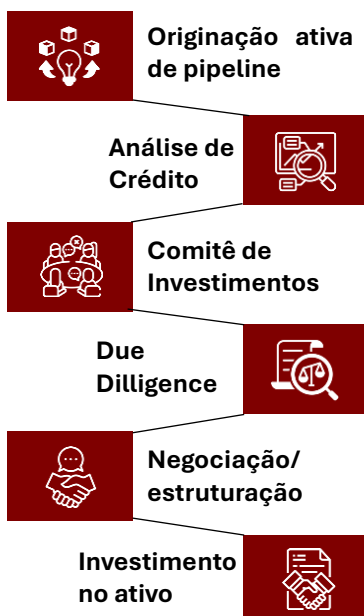 Originação ativa
de pipeline
Análise de
Crédito
Comitê de
Investimentos
Due
Dilligence
Negociação/
estruturação
Investimento
no ativo